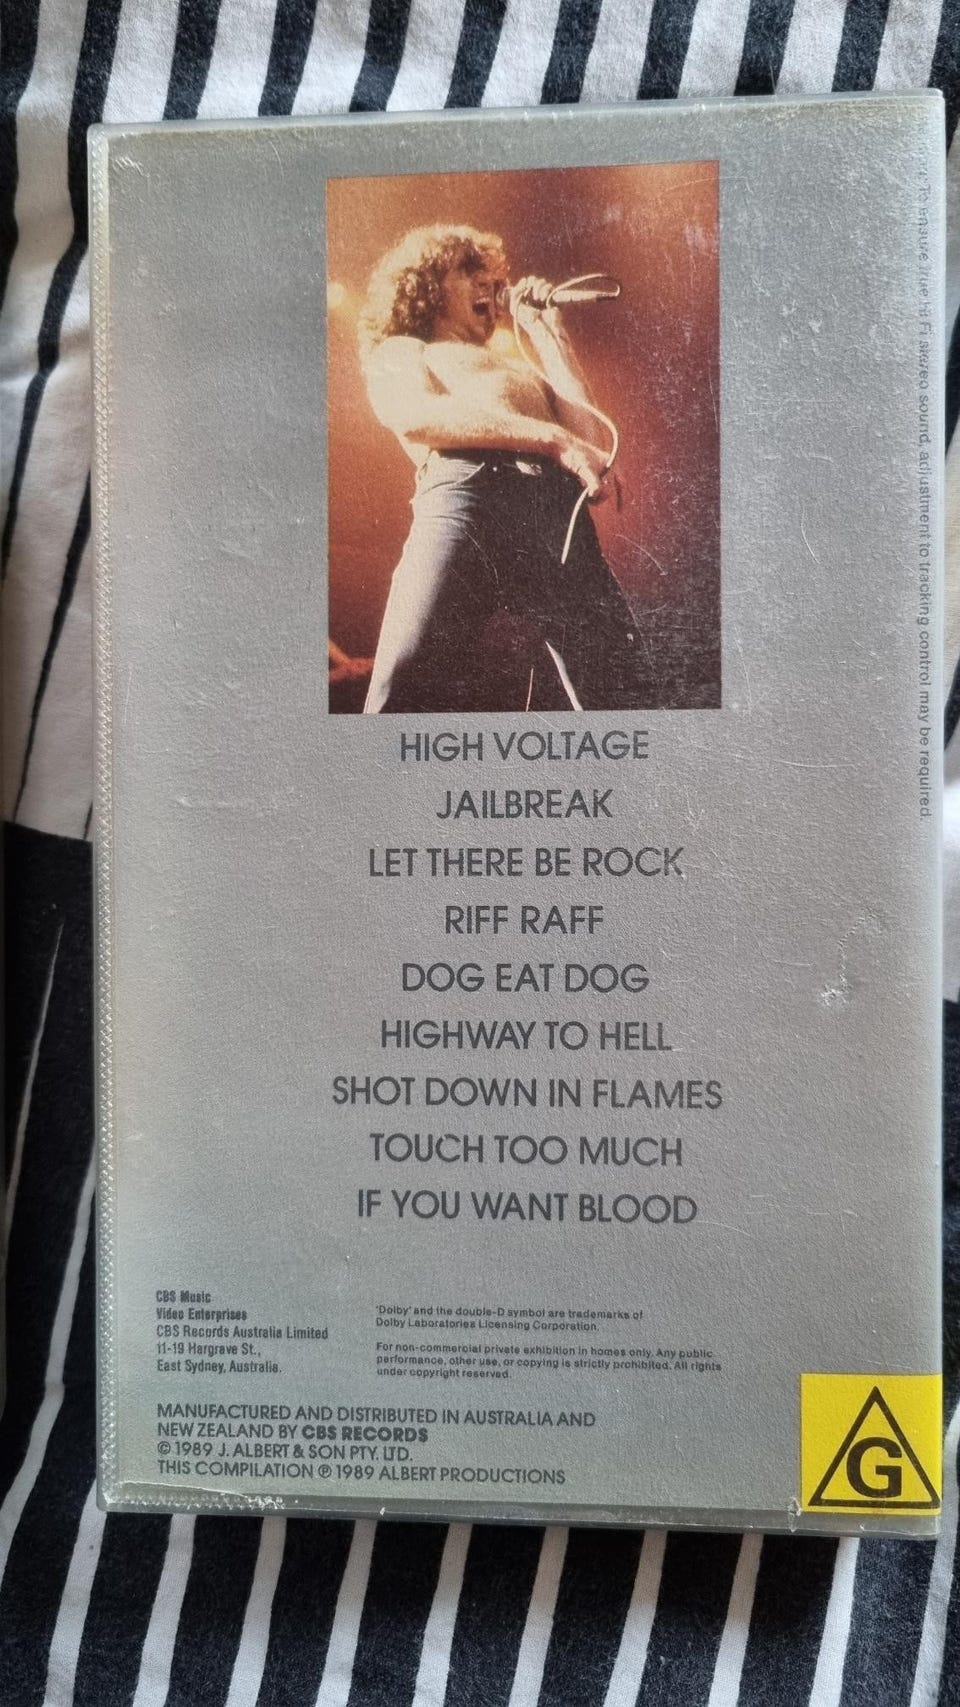 HIGH VOLTAGE
JAILBREAK
LET THERE BE ROCK
RIFF RAFF
DOG EAT DOG
HIGHWAY TO HELL
SHOT DOWN IN FLAMES
TOUCH TOO MUCH
IF YOU WANT BLOOD
CBS Music
Video Enterprises
CBS Records Australia Limited
11-19 Hargrave St.,
East Sydney, Australia.
'Dolby' and the double-D symbol are trademarks of
Dolby Laboratories Licensing Corporation.
For non-commercial private exhibition in homes only. Any public
performance, other use, or copying is strictly prohibited. All rights
under copyright reserved.
MANUFACTURED AND DISTRIBUTED IN AUSTRALIA AND
NEW ZEALAND BY CBS RECORDS
© 1989 J. ALBERT & SON PTY. LTD.
THIS COMPILATION ℗ 1989 ALBERT PRODUCTIONS
G
To ensure true Hi Fi stereo sound, adjustment to tracking control may be required.